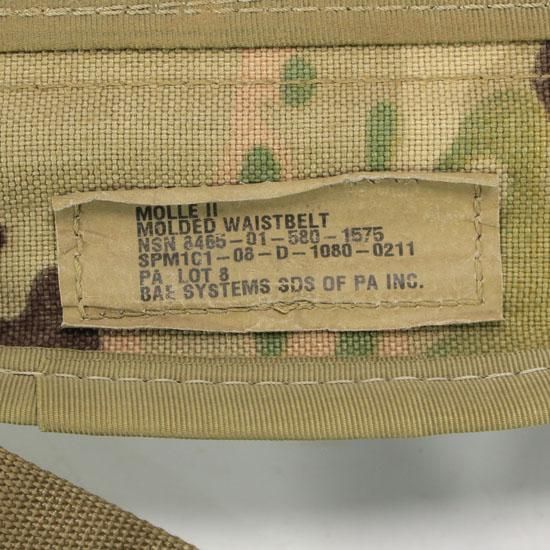 MOLLE II
MOLDED WAISTBELT
NSN 8465-01-580-1575
SPM1C1-08-D-1080-0211
PA LOT 8
BAE SYSTEMS SDS OF PA INC.